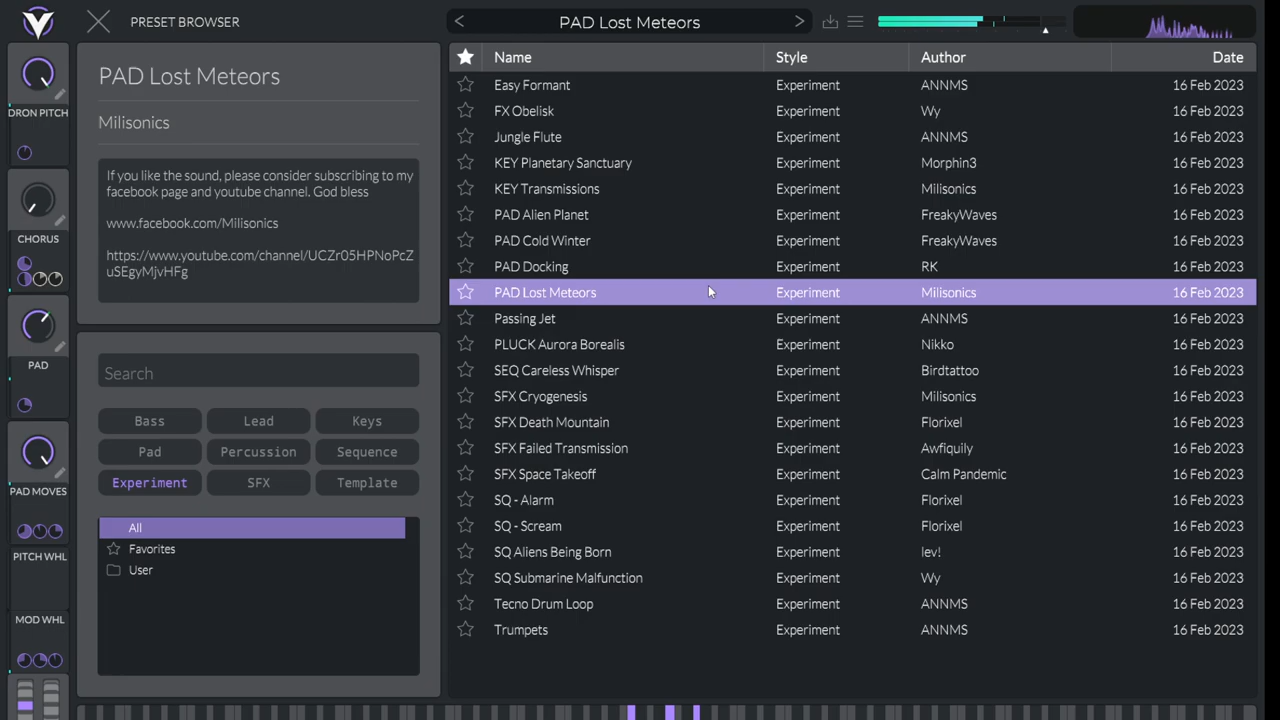 PRESET BROWSER
PAD Lost Meteors
DRON PITCH
CHORUS
PAD
PAD MOVES
PITCH WHL
MOD WHL
PAD Lost Meteors
Milisonics
If you like the sound, please consider subscribing to my
facebook page and youtube channel. God bless
www.facebook.com/Milisonics
https://www.youtube.com/channel/UCZr05HPNoPcZ
uSEgyMjvHFg
Search
Bass Lead Keys
Pad Percussion Sequence
Experiment SFX Template
All
Favorites
User
Name Style Author Date
Easy Formant Experiment ANNMS 16 Feb 2023
FX Obelisk Experiment Wy 16 Feb 2023
Jungle Flute Experiment ANNMS 16 Feb 2023
KEY Planetary Sanctuary Experiment Morphin3 16 Feb 2023
KEY Transmissions Experiment Milisonics 16 Feb 2023
PAD Alien Planet Experiment FreakyWaves 16 Feb 2023
PAD Cold Winter Experiment FreakyWaves 16 Feb 2023
PAD Docking Experiment RK 16 Feb 2023
PAD Lost Meteors Experiment Milisonics 16 Feb 2023
Passing Jet Experiment ANNMS 16 Feb 2023
PLUCK Aurora Borealis Experiment Nikko 16 Feb 2023
SEQ Careless Whisper Experiment Birdtattoo 16 Feb 2023
SFX Cryogenesis Experiment Milisonics 16 Feb 2023
SFX Death Mountain Experiment Florixel 16 Feb 2023
SFX Failed Transmission Experiment Awfiquily 16 Feb 2023
SFX Space Takeoff Experiment Calm Pandemic 16 Feb 2023
SQ - Alarm Experiment Florixel 16 Feb 2023
SQ - Scream Experiment Florixel 16 Feb 2023
SQ Aliens Being Born Experiment lev! 16 Feb 2023
SQ Submarine Malfunction Experiment Wy 16 Feb 2023
Tecno Drum Loop Experiment ANNMS 16 Feb 2023
Trumpets Experiment ANNMS 16 Feb 2023